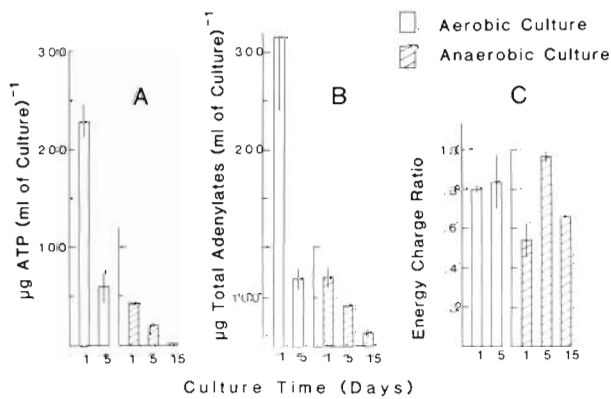 Aerobic Culture
Anaerobic Culture
A
B
C
µg ATP (ml of Culture)⁻¹
300
200
100
1 5 1 5 15
µg Total Adenylates (ml of Culture)⁻¹
300
200
100
1 5 1 5 15
Energy Charge Ratio
1.0
.8
.6
.4
.2
1 5 1 5 15
Culture Time (Days)